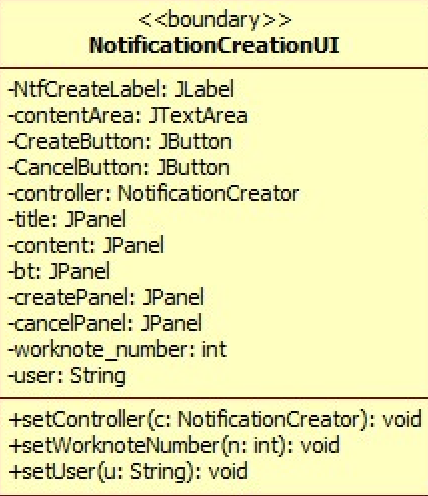 <<boundary>>
NotificationCreationUI
-NtfCreateLabel: JLabel
-contentArea: JTextArea
-CreateButton: JButton
-CancelButton: JButton
-controller: NotificationCreator
-title: JPanel
-content: JPanel
-bt: JPanel
-createPanel: JPanel
-cancelPanel: JPanel
-worknote_number: int
-user: String
+setController(c: NotificationCreator): void
+setWorknoteNumber(n: int): void
+setUser(u: String): void